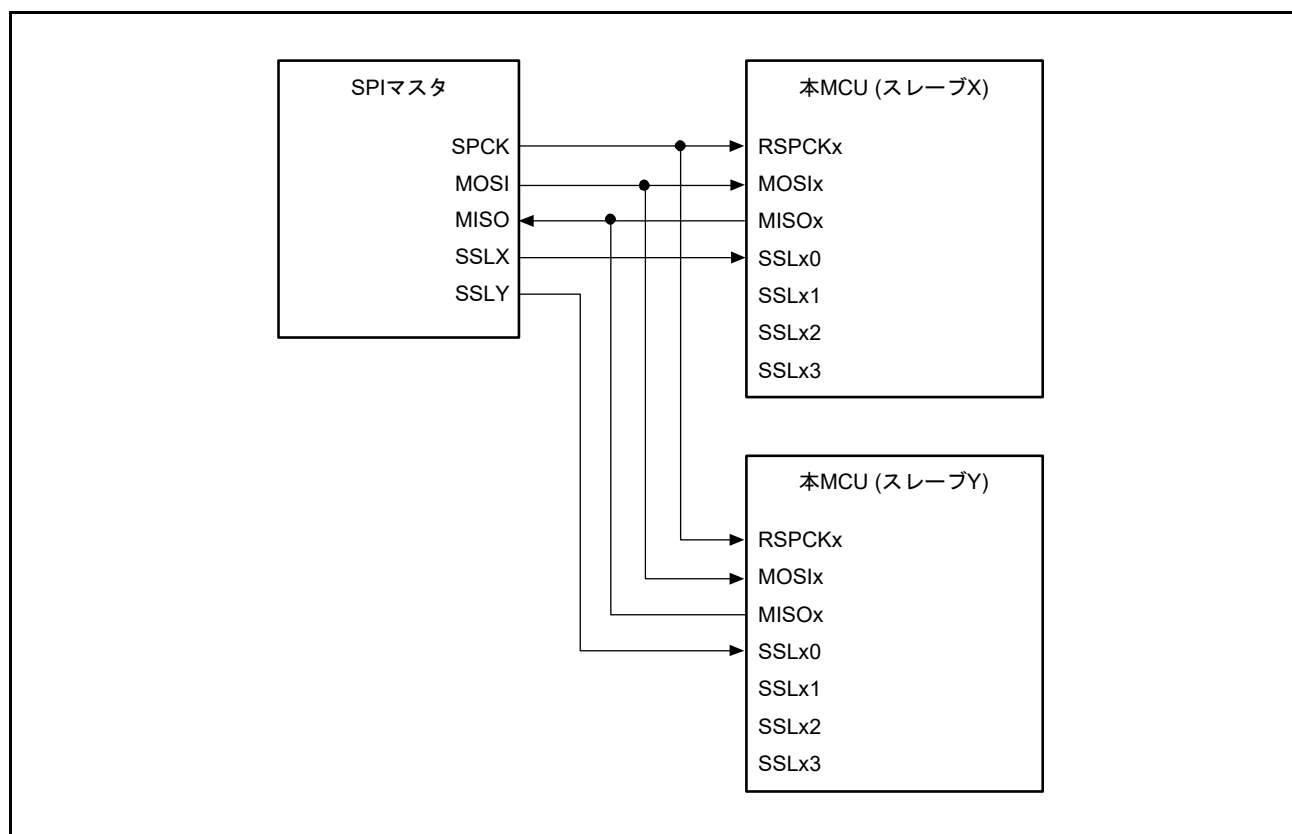 SPIマスタ
SPCK
MOSI
MISO
SSLX
SSLY
本MCU (スレーブX)
RSPCKx
MOSIx
MISOx
SSLx0
SSLx1
SSLx2
SSLx3
本MCU (スレーブY)
RSPCKx
MOSIx
MISOx
SSLx0
SSLx1
SSLx2
SSLx3